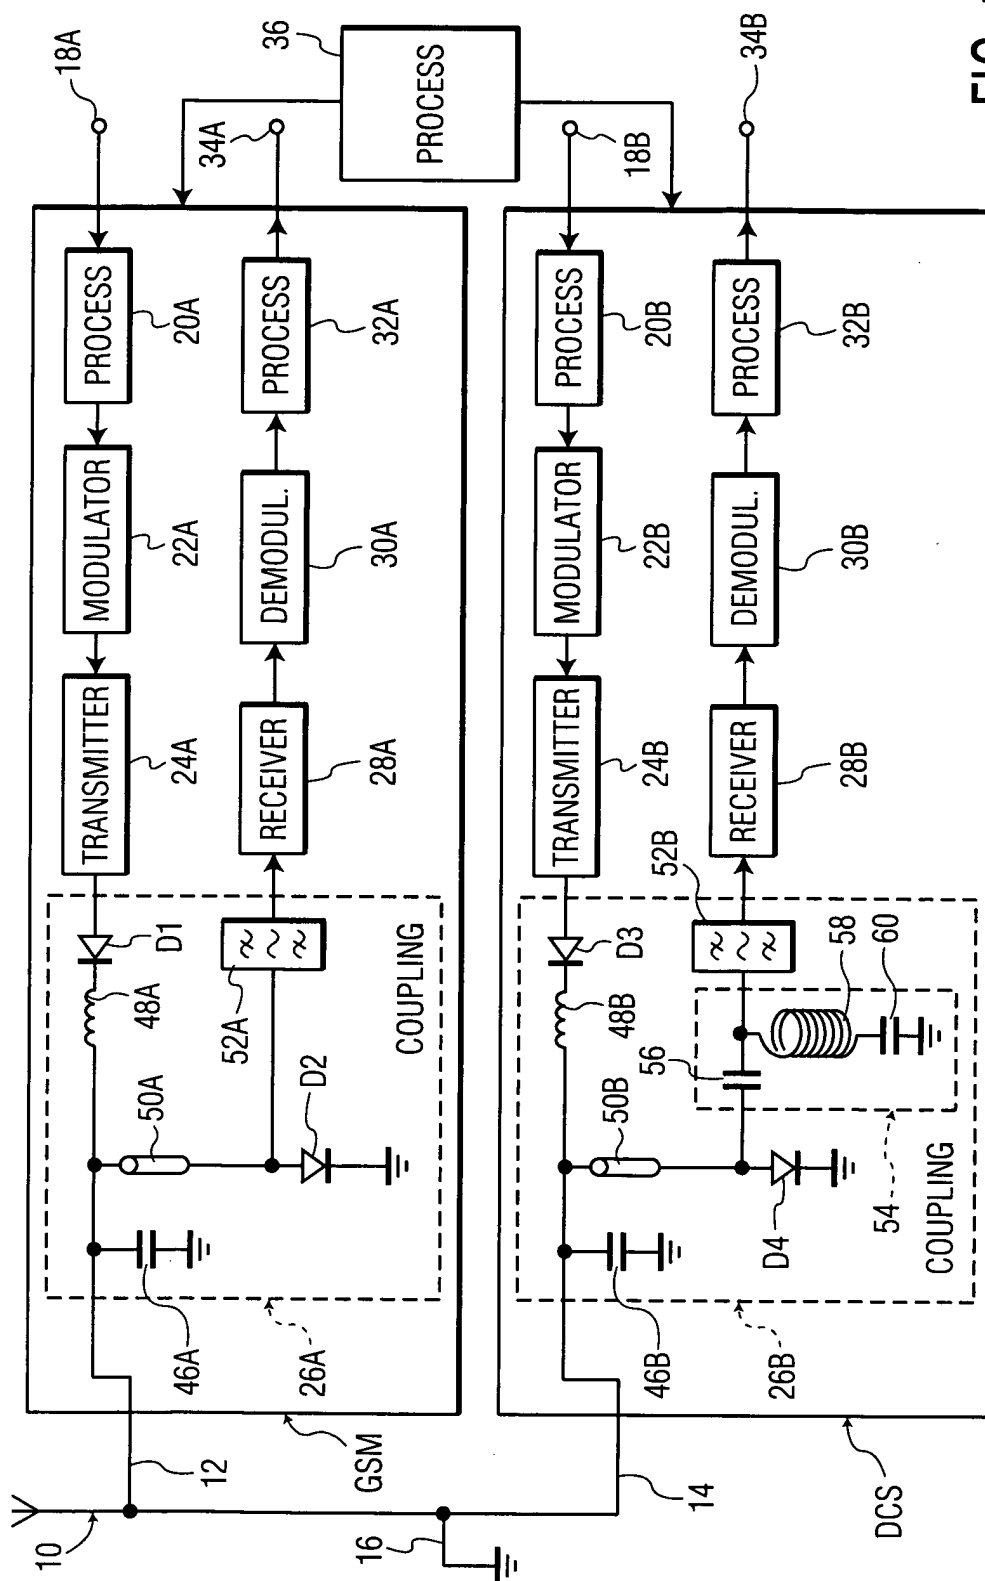 10
12
16
14
GSM
DCS
46A
26A
50A
48A
D1
D2
52A
COUPLING
TRANSMITTER
24A
MODULATOR
22A
PROCESS
20A
18A
RECEIVER
28A
DEMODUL.
30A
PROCESS
32A
34A
PROCESS
36
46B
26B
50B
48B
D3
D4
52B
56
58
60
54
COUPLING
TRANSMITTER
24B
MODULATOR
22B
PROCESS
20B
18B
RECEIVER
28B
DEMODUL.
30B
PROCESS
32B
34B
FIG